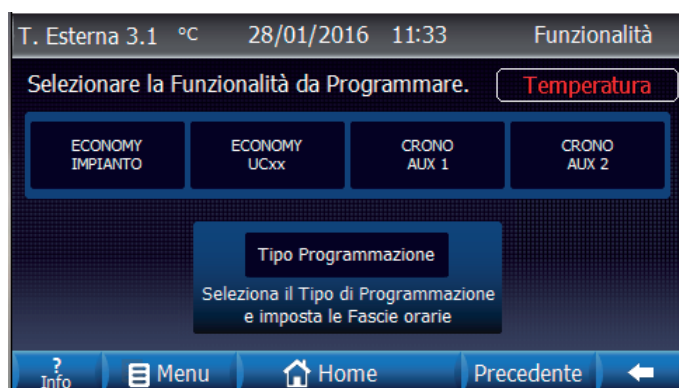 T. Esterna 3.1 °C 28/01/2016 11:33 Funzionalità
Selezionare la Funzionalità da Programmare. Temperatura
ECONOMY IMPIANTO
ECONOMY UCxx
CRONO AUX 1
CRONO AUX 2
Tipo Programmazione
Seleziona il Tipo di Programmazione
e imposta le Fascie orarie
? Info Menu Home Precedente